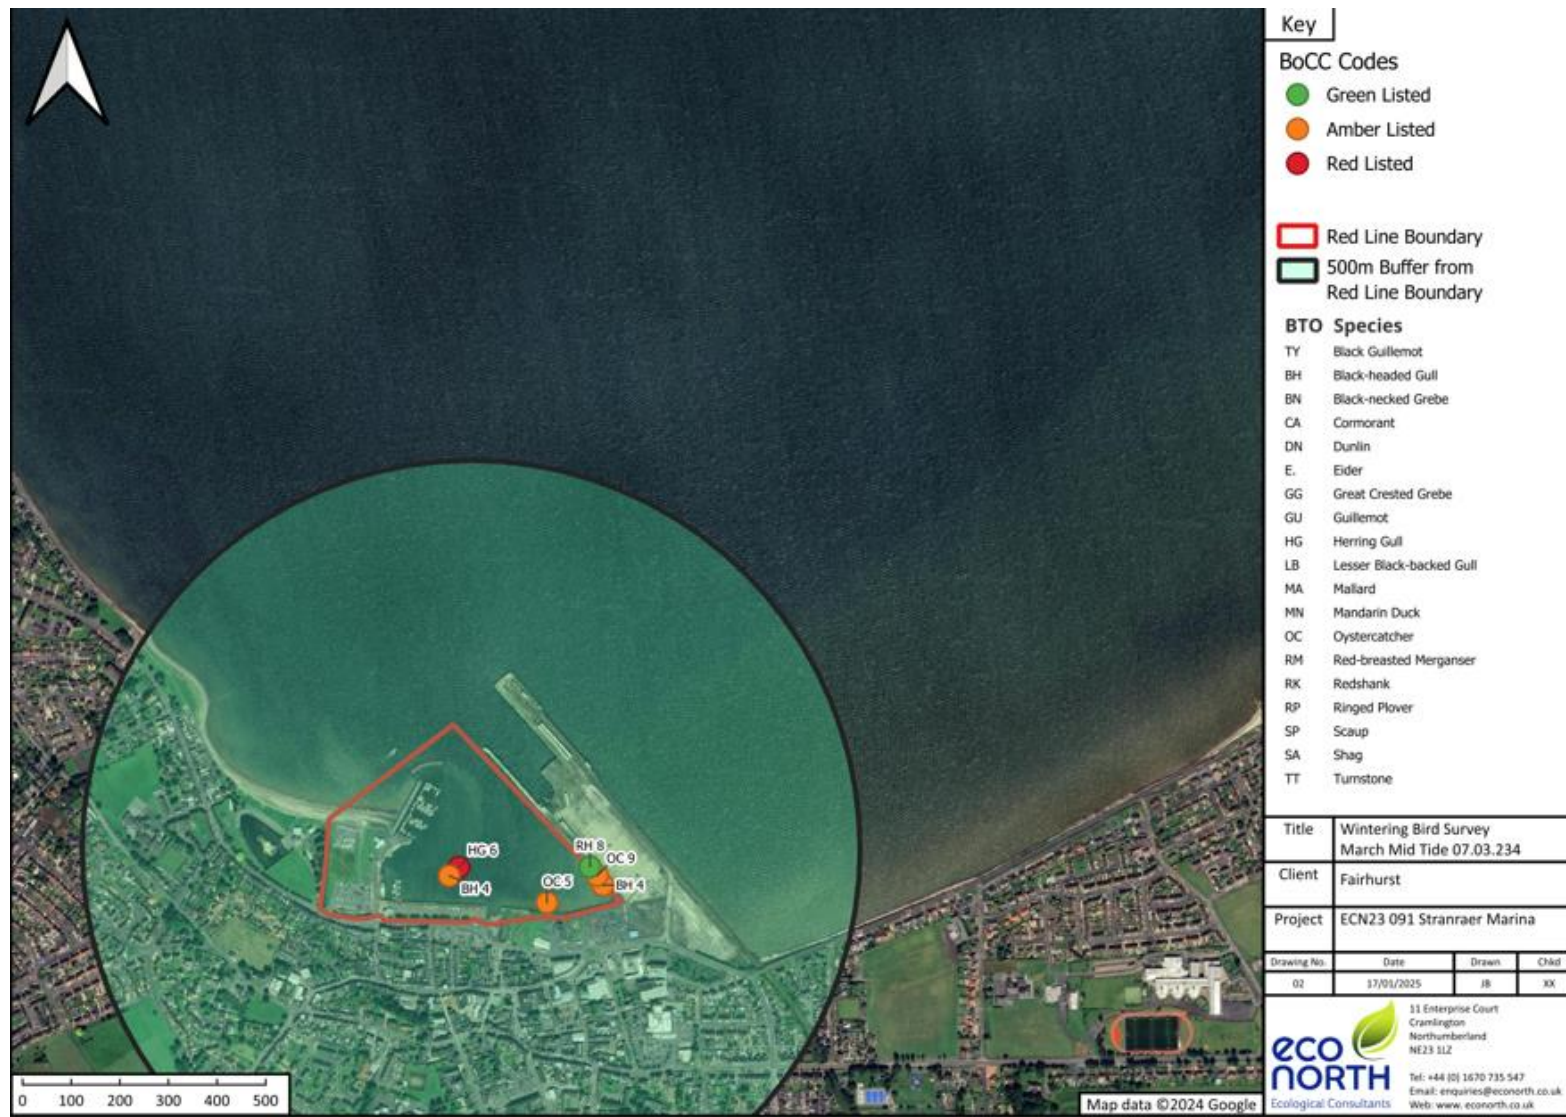 HG 6
BH 4
OC 5
RH 8
OC 9
BH 4
0 100 200 300 400 500
Map data ©2024 Google
Key
BoCC Codes
Green Listed
Amber Listed
Red Listed
Red Line Boundary
500m Buffer from
Red Line Boundary
BTO Species
TY Black Guillemot
BH Black-headed Gull
BN Black-necked Grebe
CA Cormorant
DN Dunlin
E. Eider
GG Great Crested Grebe
GU Guillemot
HG Herring Gull
LB Lesser Black-backed Gull
MA Mallard
MN Mandarin Duck
OC Oystercatcher
RM Red-breasted Merganser
RK Redshank
RP Ringed Plover
SP Scaup
SA Shag
TT Turnstone
Title Wintering Bird Survey
March Mid Tide 07.03.234
Client Fairhurst
Project ECN23 091 Stranraer Marina
Drawing No. Date Drawn Chkd
02 17/01/2025 JB XX
eco
NORTH
Ecological Consultants
11 Enterprise Court
Cramlington
Northumberland
NE23 1LZ
Tel: +44 (0) 1670 735 547
Email: enquiries@econorth.co.uk
Web: www. econorth.co.uk